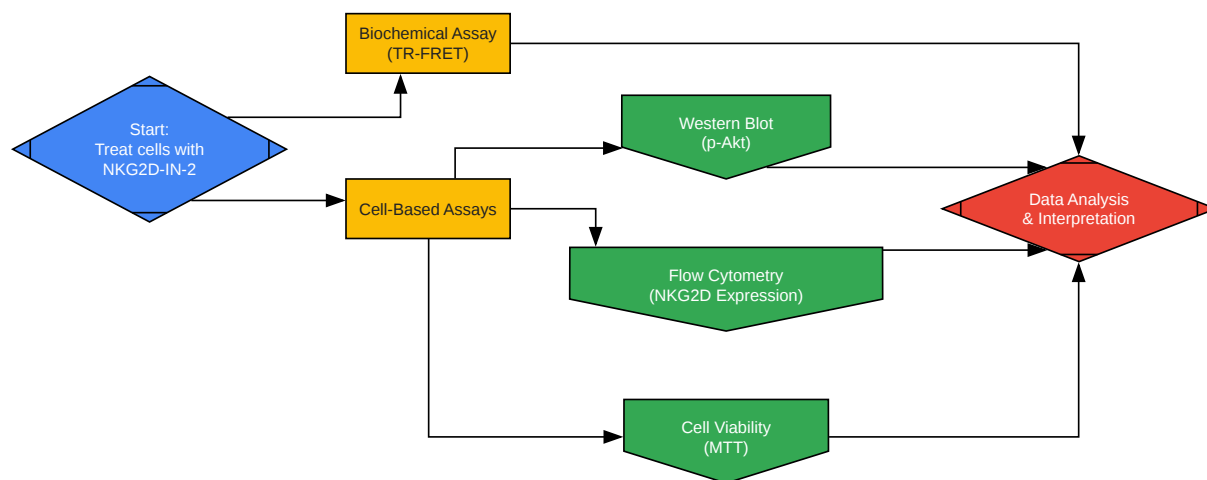 Start:
Treat cells with
NKG2D-IN-2
Biochemical Assay
(TR-FRET)
Cell-Based Assays
Western Blot
(p-Akt)
Flow Cytometry
(NKG2D Expression)
Cell Viability
(MTT)
Data Analysis
& Interpretation